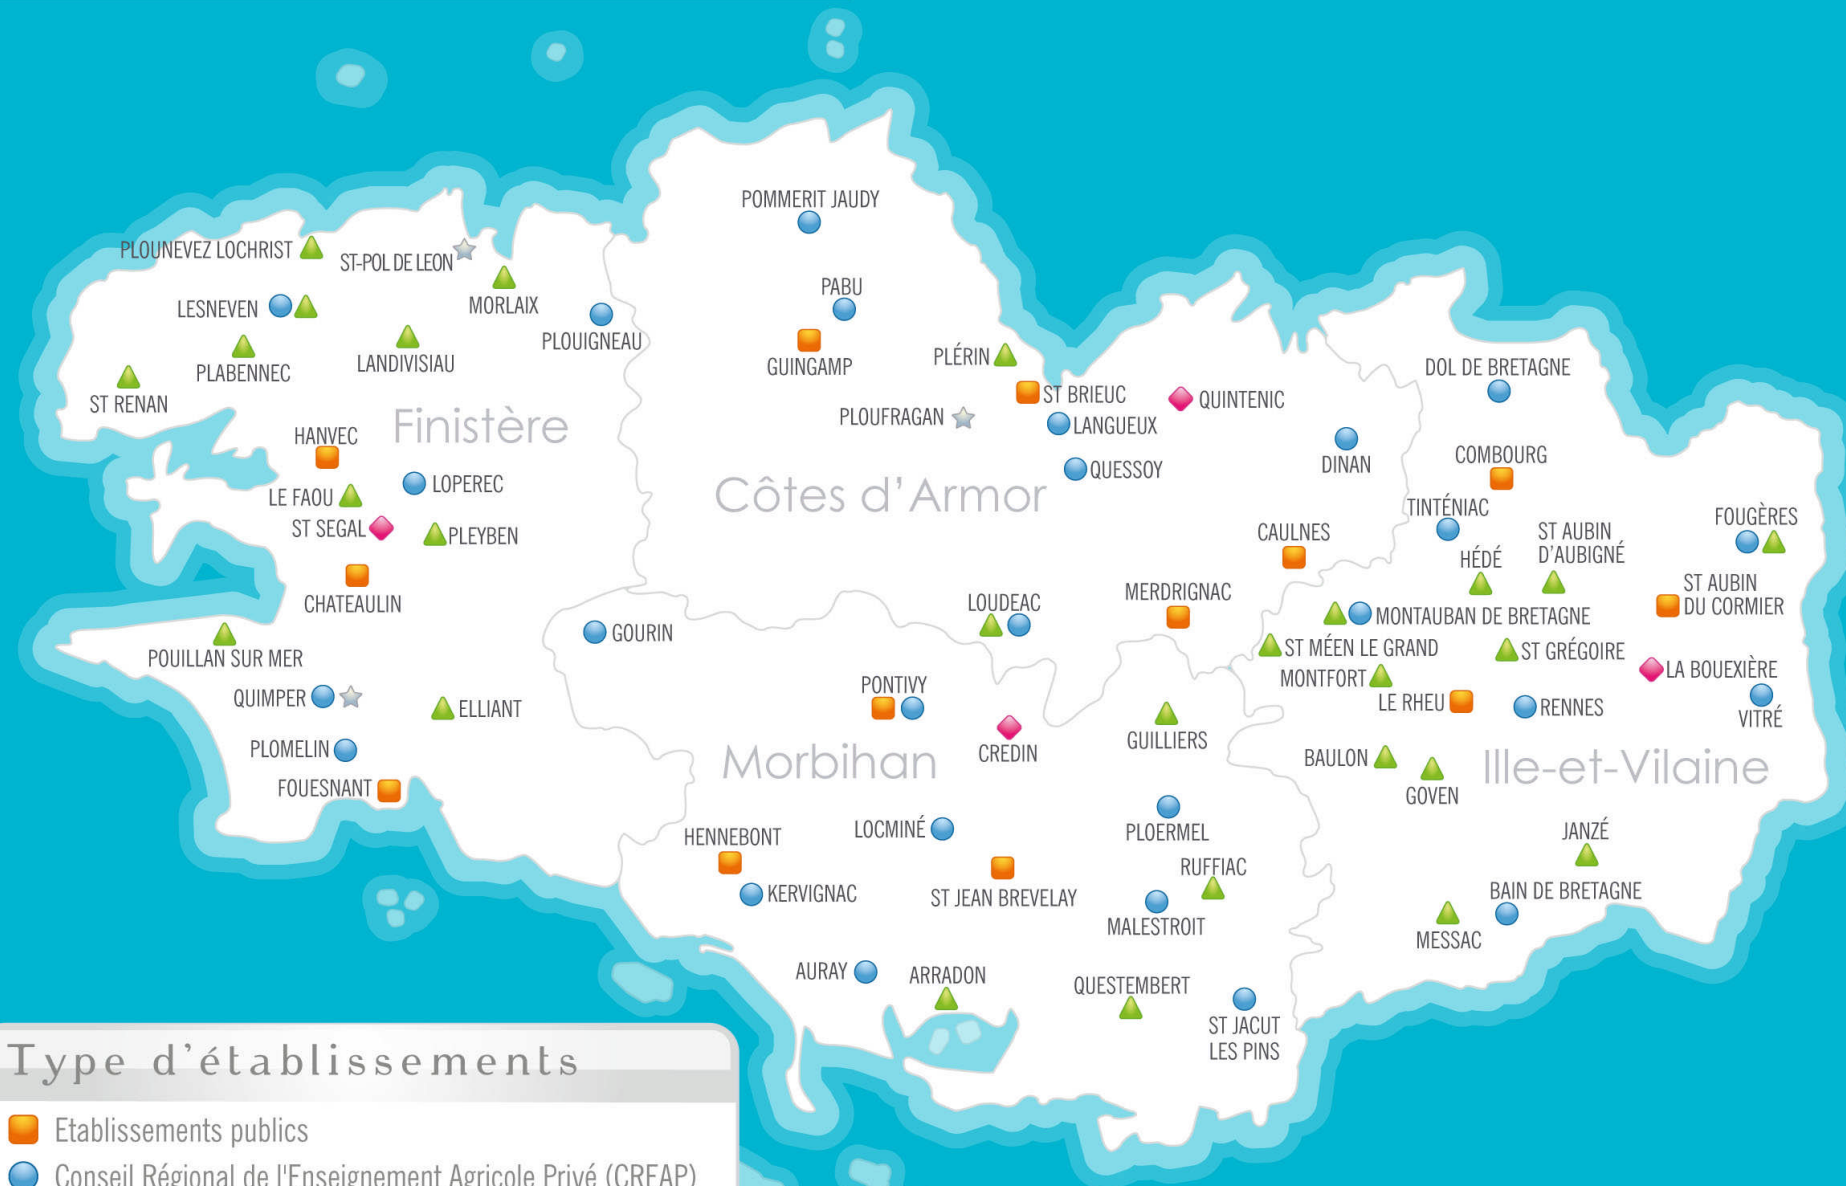 POMMERIT JAUDY
PLOUNEVEZ LOCHRIST
ST-POL DE LEON
LESNEVEN
MORLAIX
PABU
PLOUIGNEAU
PLABENNEC
LANDIVISIAU
GUINGAMP
PLÉRIN
DOL DE BRETAGNE
ST RENAN
ST BRIEUC
QUINTENIC
Finistère
PLOUFRAGAN
LANGUEUX
HANVEC
COMBOURG
DINAN
QUESSOY
LOPEREC
LE FAOU
Côtes d'Armor
TINTÉNIAC
FOUGÈRES
ST SEGAL
PLEYBEN
CAULNES
ST AUBIN
D'AUBIGNÉ
HÉDÉ
ST AUBIN
DU CORMIER
CHATEAULIN
LOUDEAC
MERDRIGNAC
MONTAUBAN DE BRETAGNE
GOURIN
ST MÉEN LE GRAND
ST GRÉGOIRE
POUILLAN SUR MER
LA BOUEXIÈRE
MONTFORT
PONTIVY
QUIMPER
LE RHEU
RENNES
ELLIANT
VITRÉ
GUILLIERS
PLOMELIN
CREDIN
BAULON
Morbihan
Ille-et-Vilaine
FOUESNANT
GOVEN
HENNEBONT
LOCMINÉ
PLOERMEL
JANZÉ
RUFFIAC
KERVIGNAC
ST JEAN BREVELAY
BAIN DE BRETAGNE
MALESTROIT
MESSAC
AURAY
ARRADON
QUESTEMBERT
ST JACUT
LES PINS
Type d'établissements
Etablissements publics
Conseil Régional de l'Enseignement Agricole Privé (CREAP)